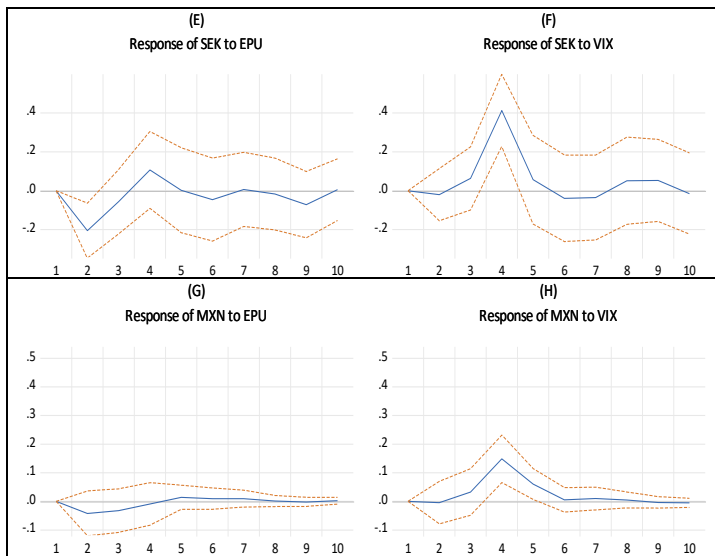 (E)
Response of SEK to EPU
.4
.2
.0
-.2
1 2 3 4 5 6 7 8 9 10
(F)
Response of SEK to VIX
.4
.2
.0
-.2
1 2 3 4 5 6 7 8 9 10
(G)
Response of MXN to EPU
.5
.4
.3
.2
.1
.0
-.1
1 2 3 4 5 6 7 8 9 10
(H)
Response of MXN to VIX
.5
.4
.3
.2
.1
.0
-.1
1 2 3 4 5 6 7 8 9 10